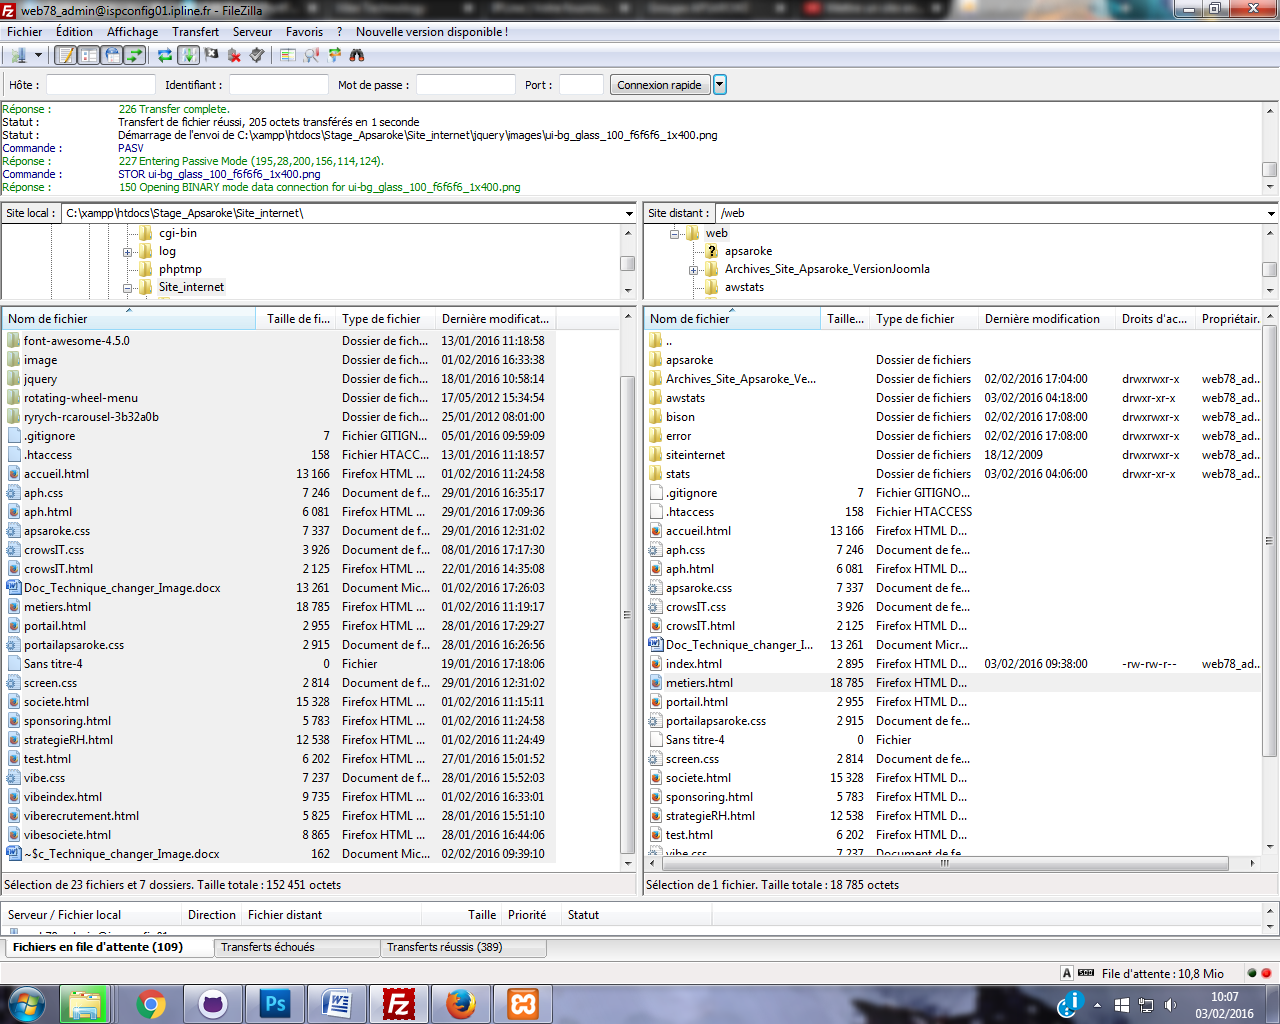 web78_admin@ispconfig01.ipline.fr - FileZilla
Fichier Édition Affichage Transfert Serveur Favoris ? Nouvelle version disponible !
Hôte : Identifiant : Mot de passe : Port : Connexion rapide
Réponse : 226 Transfer complete.
Statut : Transfert de fichier réussi, 205 octets transférés en 1 seconde
Statut : Démarrage de l'envoi de C:\xampp\htdocs\Stage_Apsaroke\Site_internet\jquery\images\ui-bg_glass_100_f6f6f6_1x400.png
Commande : PASV
Réponse : 227 Entering Passive Mode (195,28,200,156,114,124).
Commande : STOR ui-bg_glass_100_f6f6f6_1x400.png
Réponse : 150 Opening BINARY mode data connection for ui-bg_glass_100_f6f6f6_1x400.png
Site local : C:\xampp\htdocs\Stage_Apsaroke\Site_internet\
cgi-bin
log
phptmp
Site_internet
Nom de fichier Taille de fi... Type de fichier Dernière modificat...
font-awesome-4.5.0 Dossier de fich... 13/01/2016 11:18:58
image Dossier de fich... 01/02/2016 16:33:38
jquery Dossier de fich... 18/01/2016 10:58:14
rotating-wheel-menu Dossier de fich... 17/05/2012 15:34:54
ryrych-rcarousel-3b32a0b Dossier de fich... 25/01/2012 08:01:00
.gitignore 7 Fichier GITIGN... 05/01/2016 09:59:09
.htaccess 158 Fichier HTACC... 13/01/2016 11:18:57
accueil.html 13 166 Firefox HTML ... 01/02/2016 11:24:58
aph.css 7 246 Document de f... 29/01/2016 16:35:17
aph.html 6 081 Firefox HTML ... 29/01/2016 17:09:36
apsaroke.css 7 337 Document de f... 29/01/2016 12:31:02
crowsIT.css 3 926 Document de f... 08/01/2016 17:17:30
crowsIT.html 2 125 Firefox HTML ... 22/01/2016 14:35:08
Doc_Technique_changer_Image.docx 13 261 Document Mic... 01/02/2016 17:26:03
metiers.html 18 785 Firefox HTML ... 01/02/2016 11:19:17
portail.html 2 955 Firefox HTML ... 28/01/2016 17:29:27
portailapsaroke.css 2 915 Document de f... 28/01/2016 16:26:56
Sans titre-4 0 Fichier 19/01/2016 17:18:06
screen.css 2 814 Document de f... 29/01/2016 12:31:02
societe.html 15 328 Firefox HTML ... 01/02/2016 11:15:11
sponsoring.html 5 783 Firefox HTML ... 01/02/2016 11:24:58
strategieRH.html 12 538 Firefox HTML ... 01/02/2016 11:24:49
test.html 6 202 Firefox HTML ... 27/01/2016 15:01:52
vibe.css 7 237 Document de f... 28/01/2016 15:52:03
vibeindex.html 9 735 Firefox HTML ... 01/02/2016 16:33:01
viberecrutement.html 5 825 Firefox HTML ... 28/01/2016 15:51:10
vibesociete.html 8 865 Firefox HTML ... 28/01/2016 16:44:06
~$c_Technique_changer_Image.docx 162 Document Mic... 02/02/2016 09:39:10
Sélection de 23 fichiers et 7 dossiers. Taille totale : 152 451 octets
Site distant : /web
web
apsaroke
Archives_Site_Apsaroke_VersionJoomla
awstats
Nom de fichier Taille... Type de fichier Dernière modification Droits d'ac... Propriétair...
..
apsaroke Dossier de fichiers
Archives_Site_Apsaroke_Ve... Dossier de fichiers 02/02/2016 17:04:00 drwxrwxr-x web78_ad...
awstats Dossier de fichiers 03/02/2016 04:18:00 drwxr-xr-x web78_ad...
bison Dossier de fichiers 02/02/2016 17:08:00 drwxrwxr-x web78_ad...
error Dossier de fichiers 02/02/2016 17:08:00 drwxrwxr-x web78_ad...
siteinternet Dossier de fichiers 18/12/2009 drwxrwxr-x web78_ad...
stats Dossier de fichiers 03/02/2016 04:06:00 drwxr-xr-x web78_ad...
.gitignore 7 Fichier GITIGNO...
.htaccess 158 Fichier HTACCESS
accueil.html 13 166 Firefox HTML D...
aph.css 7 246 Document de fe...
aph.html 6 081 Firefox HTML D...
apsaroke.css 7 337 Document de fe...
crowsIT.css 3 926 Document de fe...
crowsIT.html 2 125 Firefox HTML D...
Doc_Technique_changer_I... 13 261 Document Micr...
index.html 2 895 Firefox HTML D... 03/02/2016 09:38:00 -rw-rw-r-- web78_ad...
metiers.html 18 785 Firefox HTML D...
portail.html 2 955 Firefox HTML D...
portailapsaroke.css 2 915 Document de fe...
Sans titre-4 0 Fichier
screen.css 2 814 Document de fe...
societe.html 15 328 Firefox HTML D...
sponsoring.html 5 783 Firefox HTML D...
strategieRH.html 12 538 Firefox HTML D...
test.html 6 202 Firefox HTML D...
vibe.css 7 237 Document de fe...
Sélection de 1 fichier. Taille totale : 18 785 octets
Serveur / Fichier local Direction Fichier distant Taille Priorité Statut
Fichiers en file d'attente (109) Transferts échoués Transferts réussis (389)
File d'attente : 10,8 Mio
10:07
03/02/2016